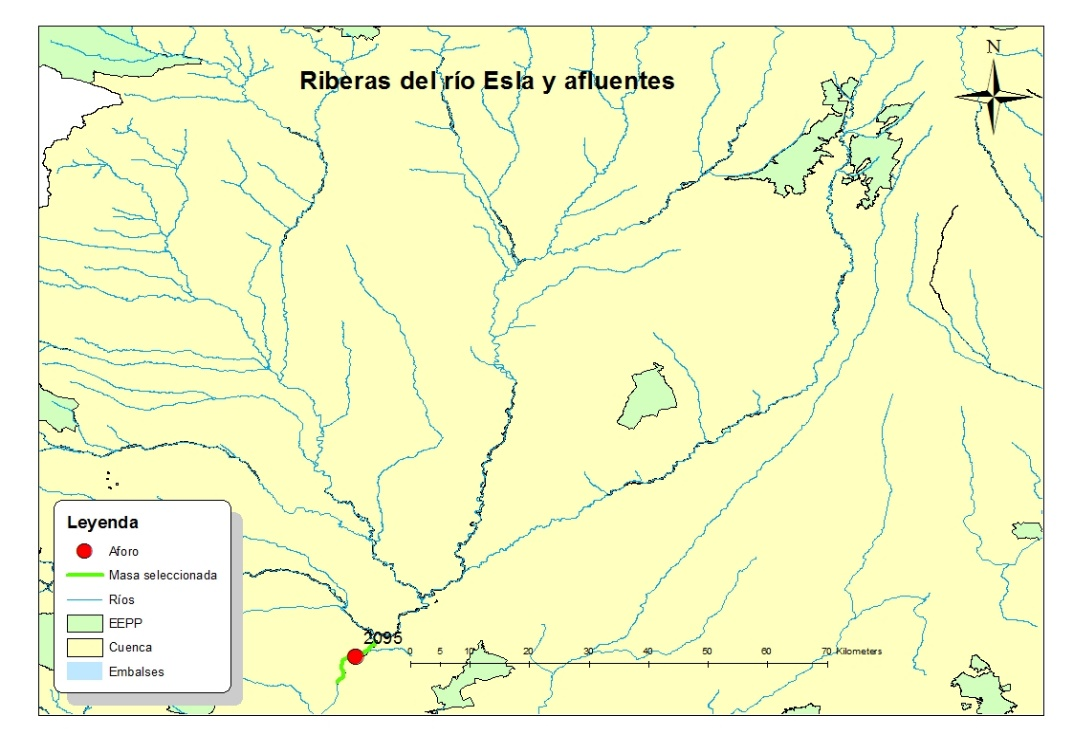 Riberas del río Esla y afluentes
N
Leyenda
Aforo
Masa seleccionada
Ríos
EEPP
Cuenca
Embalses
2095
0 5 10 20 30 40 50 60 70 Kilometers